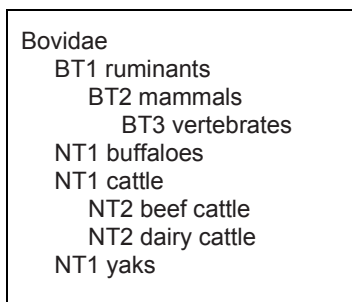 Bovidae
BT1 ruminants
BT2 mammals
BT3 vertebrates
NT1 buffaloes
NT1 cattle
NT2 beef cattle
NT2 dairy cattle
NT1 yaks